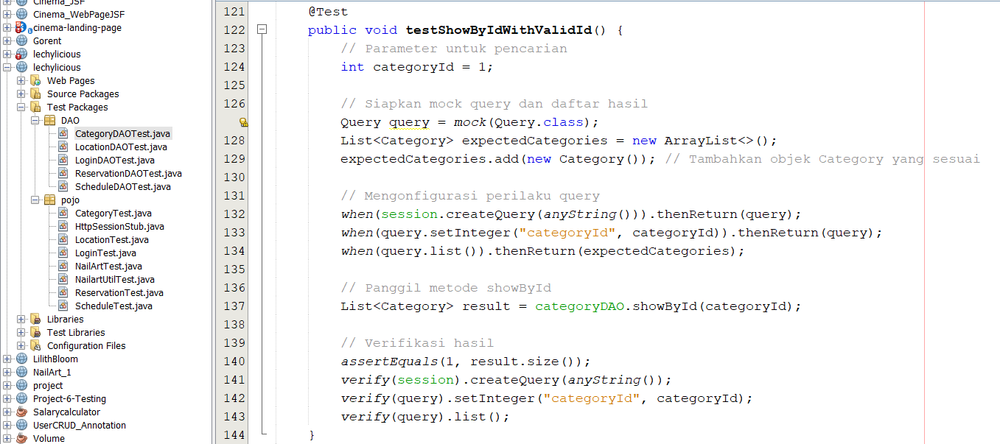 Cinema_JSF
Cinema_WebPageJSF
cinema-landing-page
Gorent
lechylicious
lechylicious
Web Pages
Source Packages
Test Packages
DAO
CategoryDAOTest.java
LocationDAOTest.java
LoginDAOTest.java
ReservationDAOTest.java
ScheduleDAOTest.java
pojo
CategoryTest.java
HttpSessionStub.java
LocationTest.java
LoginTest.java
NailArtTest.java
NailartUtilTest.java
ReservationTest.java
ScheduleTest.java
Libraries
Test Libraries
Configuration Files
LilithBloom
NailArt_1
project
Project-6-Testing
Salarycalculator
UserCRUD_Annotation
Volume
121 @Test
122 public void testShowByIdWithValidId() {
123 // Parameter untuk pencarian
124 int categoryId = 1;
125
126 // Siapkan mock query dan daftar hasil
Query query = mock(Query.class);
128 List<Category> expectedCategories = new ArrayList<>();
129 expectedCategories.add(new Category()); // Tambahkan objek Category yang sesuai
130
131 // Mengonfigurasi perilaku query
132 when(session.createQuery(anyString())).thenReturn(query);
133 when(query.setInteger("categoryId", categoryId)).thenReturn(query);
134 when(query.list()).thenReturn(expectedCategories);
135
136 // Panggil metode showById
137 List<Category> result = categoryDAO.showById(categoryId);
138
139 // Verifikasi hasil
140 assertEquals(1, result.size());
141 verify(session).createQuery(anyString());
142 verify(query).setInteger("categoryId", categoryId);
143 verify(query).list();
144 }